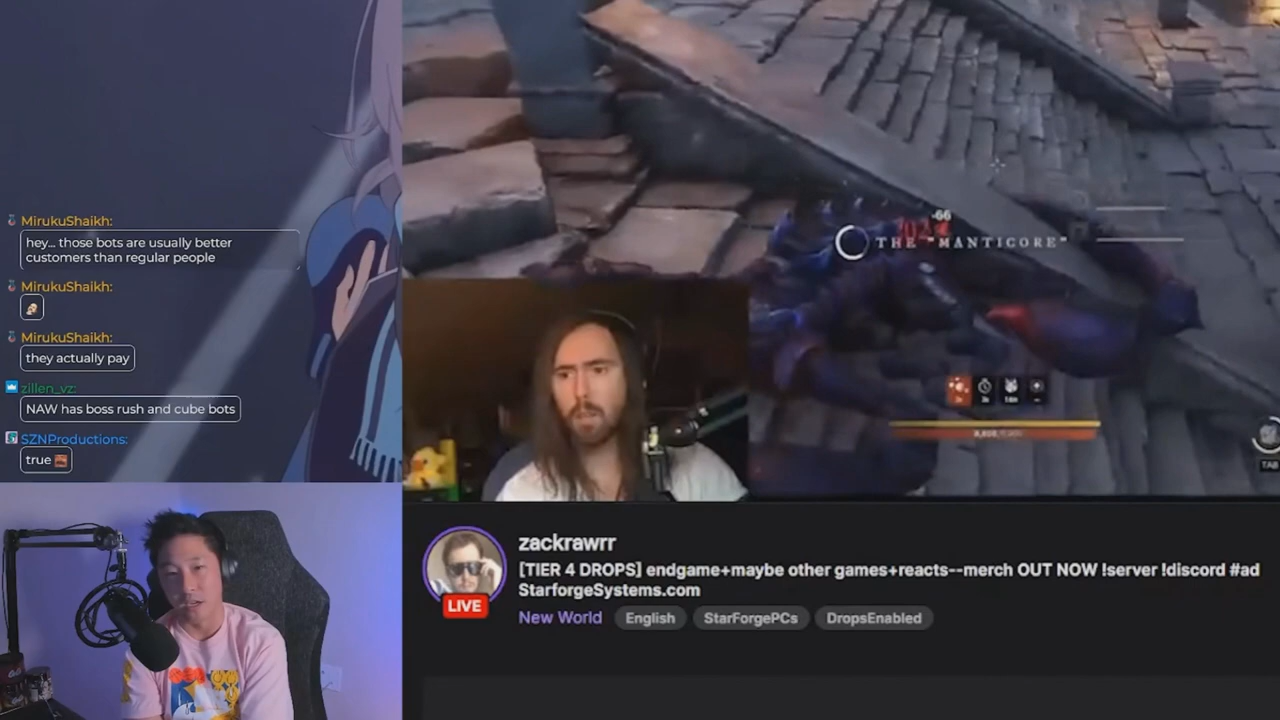 MirukuShaikh:
hey... those bots are usually better
customers than regular people
MirukuShaikh:
MirukuShaikh:
they actually pay
zillen_vz:
NAW has boss rush and cube bots
SZNProductions:
true
-66
THE "MANTICORE"
TAB
zackrawrr
[TIER 4 DROPS] endgame+maybe other games+reacts--merch OUT NOW !server !discord #ad
StarforgeSystems.com
LIVE
New World
English
StarForgePCs
DropsEnabled